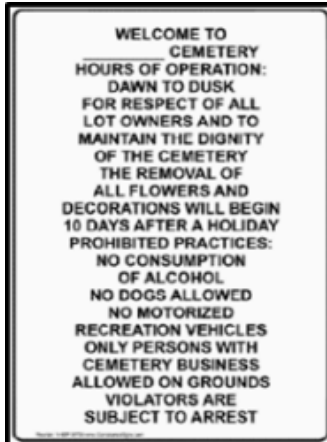 WELCOME TO
__________ CEMETERY
HOURS OF OPERATION:
DAWN TO DUSK
FOR RESPECT OF ALL
LOT OWNERS AND TO
MAINTAIN THE DIGNITY
OF THE CEMETERY
THE REMOVAL OF
ALL FLOWERS AND
DECORATIONS WILL BEGIN
10 DAYS AFTER A HOLIDAY
PROHIBITED PRACTICES:
NO CONSUMPTION
OF ALCOHOL
NO DOGS ALLOWED
NO MOTORIZED
RECREATION VEHICLES
ONLY PERSONS WITH
CEMETERY BUSINESS
ALLOWED ON GROUNDS
VIOLATORS ARE
SUBJECT TO ARREST